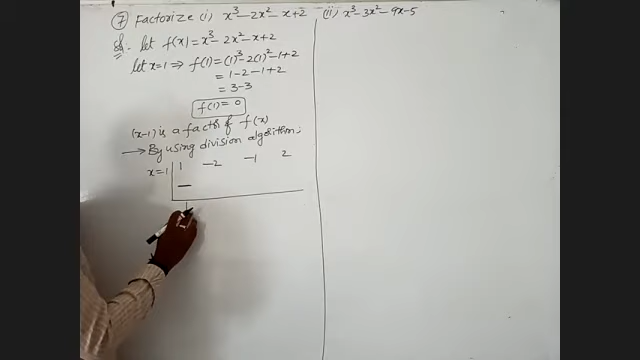 ⑦ Factorize (i) x³-2x²-x+2 (ii) x³-3x²-9x-5
Sol:- let f(x)=x³-2x²-x+2
let x=1 ⇒ f(1)=(1)³-2(1)²-1+2
= 1-2-1+2
= 3-3
f(1)=0
(x-1) is a factor of f(x)
→ By using division algorithm,
x=1 | 1 -2 -1 2
—
1